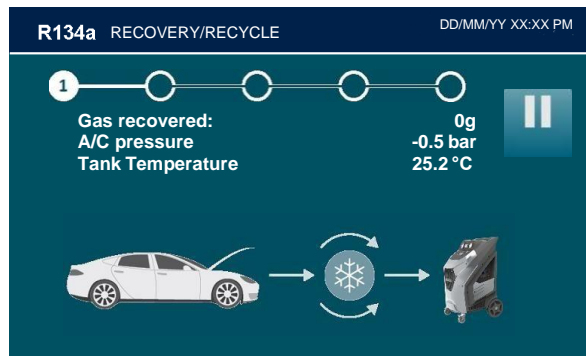 R134a RECOVERY/RECYCLE DD/MM/YY XX:XX PM
1
Gas recovered: 0g
A/C pressure -0.5 bar
Tank Temperature 25.2 °C